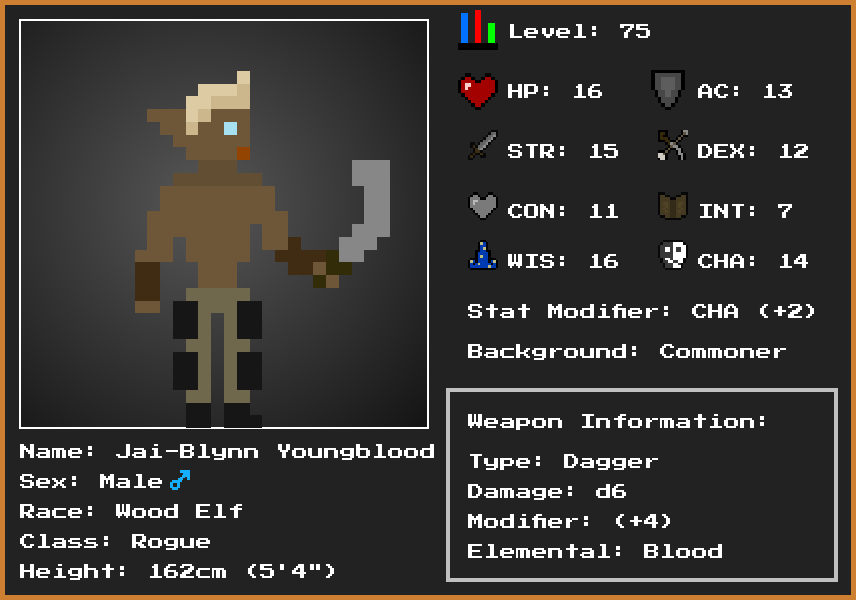 Level: 75
HP: 16 AC: 13
STR: 15 DEX: 12
CON: 11 INT: 7
WIS: 16 CHA: 14
Stat Modifier: CHA (+2)
Background: Commoner
Weapon Information:
Type: Dagger
Damage: d6
Modifier: (+4)
Elemental: Blood
Name: Jai-Blynn Youngblood
Sex: Male ♂
Race: Wood Elf
Class: Rogue
Height: 162cm (5'4")